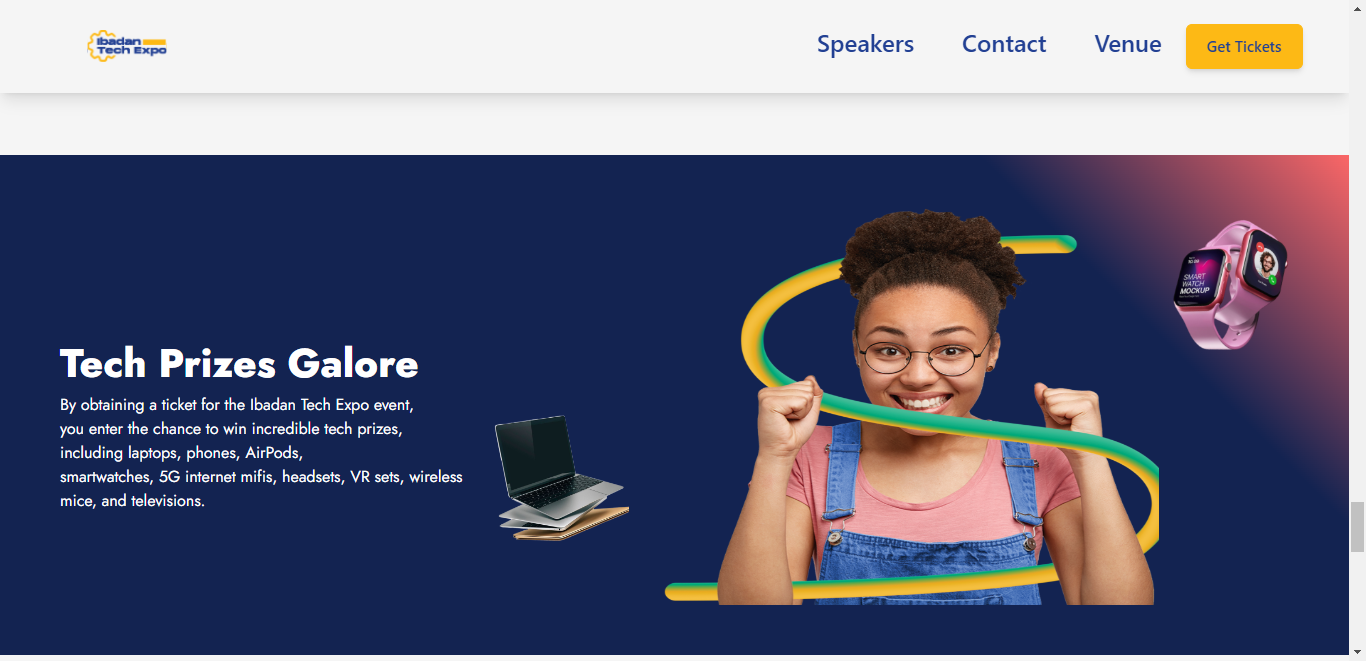 Ibadan
Tech Expo
Speakers
Contact
Venue
Get Tickets
Tech Prizes Galore
By obtaining a ticket for the Ibadan Tech Expo event,
you enter the chance to win incredible tech prizes,
including laptops, phones, AirPods,
smartwatches, 5G internet mifis, headsets, VR sets, wireless
mice, and televisions.
SMART
WATCH
MOCKUP